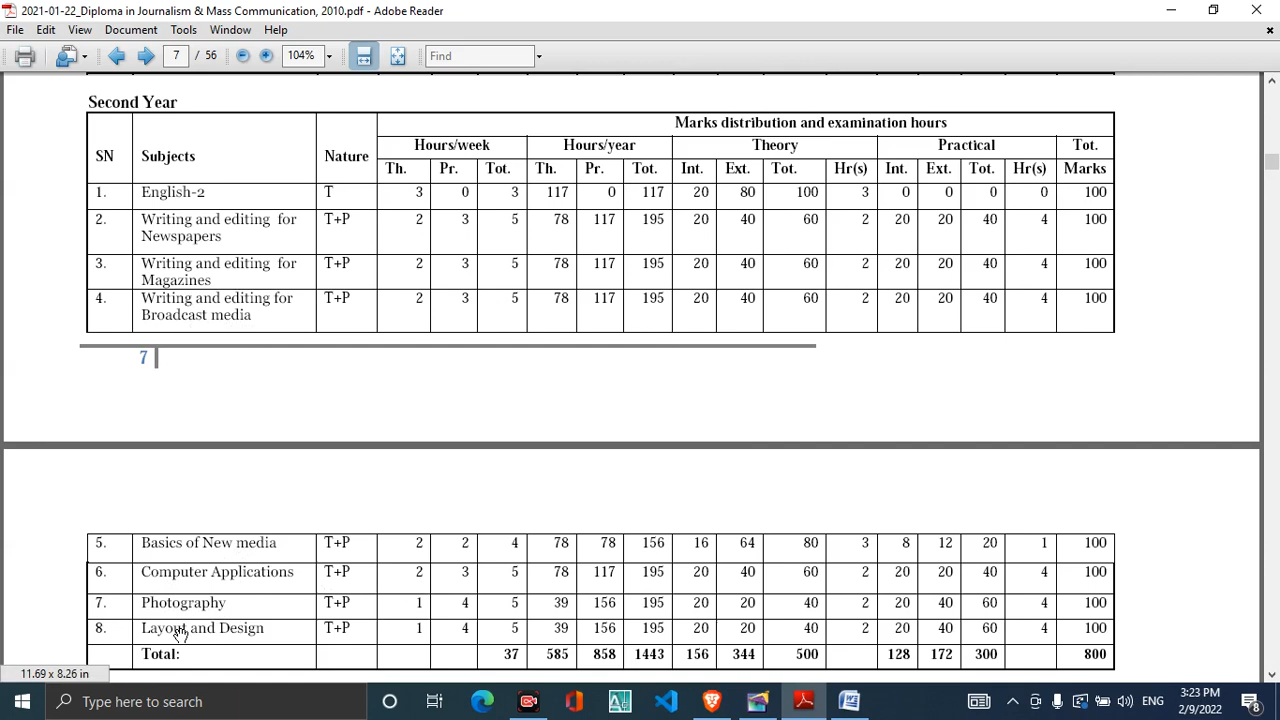 2021-01-22_Diploma in Journalism & Mass Communication, 2010.pdf - Adobe Reader
File Edit View Document Tools Window Help
7 / 56 104% Find
Second Year
SN Subjects Nature Marks distribution and examination hours
Hours/week Hours/year Theory Practical Tot. Marks
Th. Pr. Tot. Th. Pr. Tot. Int. Ext. Tot. Hr(s) Int. Ext. Tot. Hr(s)
1. English-2 T 3 0 3 117 0 117 20 80 100 3 0 0 0 0 100
2. Writing and editing for T+P 2 3 5 78 117 195 20 40 60 2 20 20 40 4 100
Newspapers
3. Writing and editing for T+P 2 3 5 78 117 195 20 40 60 2 20 20 40 4 100
Magazines
4. Writing and editing for T+P 2 3 5 78 117 195 20 40 60 2 20 20 40 4 100
Broadcast media
7
5. Basics of New media T+P 2 2 4 78 78 156 16 64 80 3 8 12 20 1 100
6. Computer Applications T+P 2 3 5 78 117 195 20 40 60 2 20 20 40 4 100
7. Photography T+P 1 4 5 39 156 195 20 20 40 2 20 40 60 4 100
8. Layout and Design T+P 1 4 5 39 156 195 20 20 40 2 20 40 60 4 100
Total: 37 585 858 1443 156 344 500 128 172 300 800
11.69 x 8.26 in
Type here to search
ENG
3:23 PM
2/9/2022
8